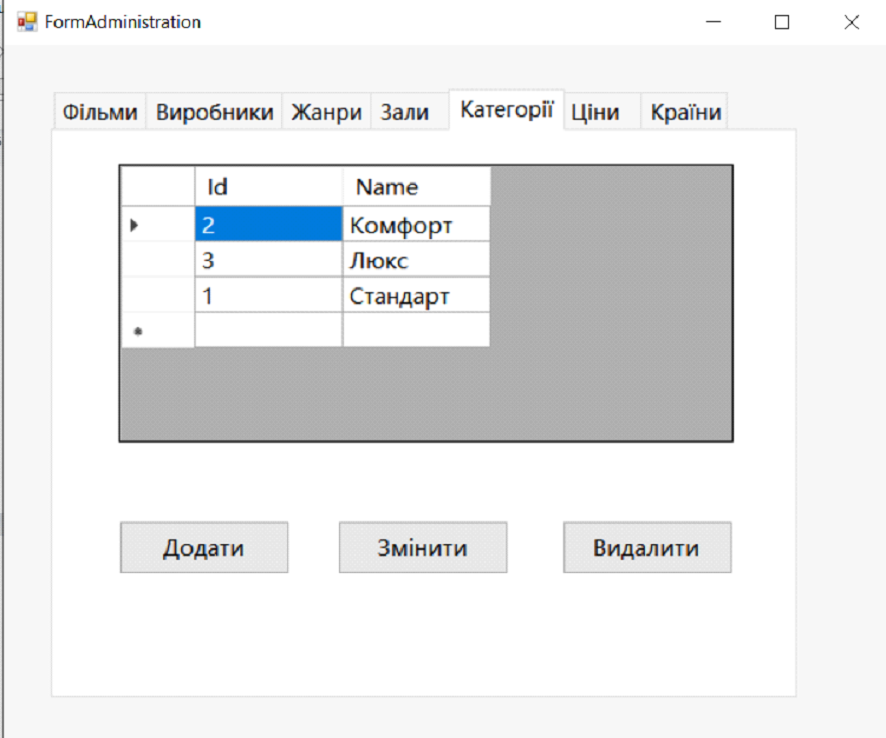 FormAdministration
Фільми Виробники Жанри Зали Категорії Ціни Країни
Id Name
2 Комфорт
3 Люкс
1 Стандарт
Додати Змінити Видалити